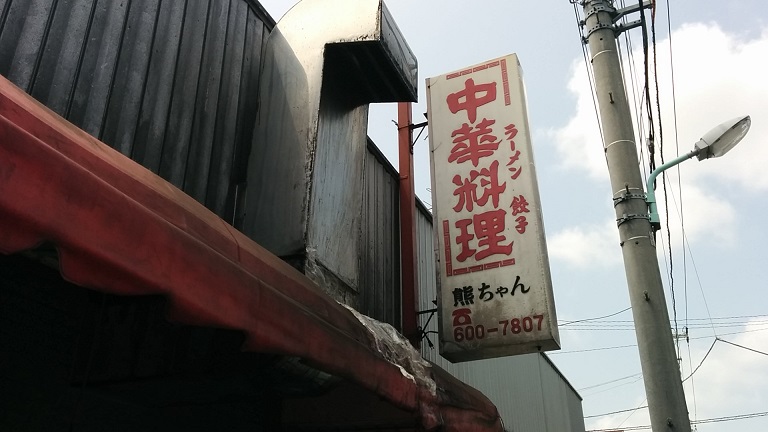 中華料理
ラーメン 餃子
熊ちゃん
☎600-7807